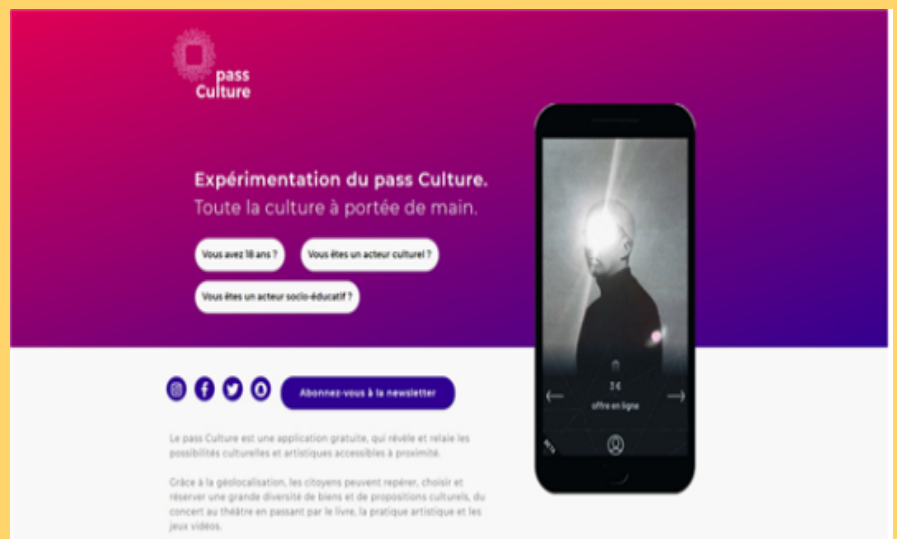 pass
Culture
Expérimentation du pass Culture.
Toute la culture à portée de main.
Vous avez 18 ans ?
Vous êtes un acteur culturel ?
Vous êtes un acteur socio-éducatif ?
Abonnez-vous à la newsletter
Le pass Culture est une application gratuite, qui révèle et relaie les
possibilités culturelles et artistiques accessibles à proximité.
Grâce à la géolocalisation, les citoyens peuvent repérer, choisir et
réserver une grande diversité de biens et de propositions culturels, du
concert au théâtre en passant par le livre, la pratique artistique et les
jeux vidéos.
3 €
offre en ligne